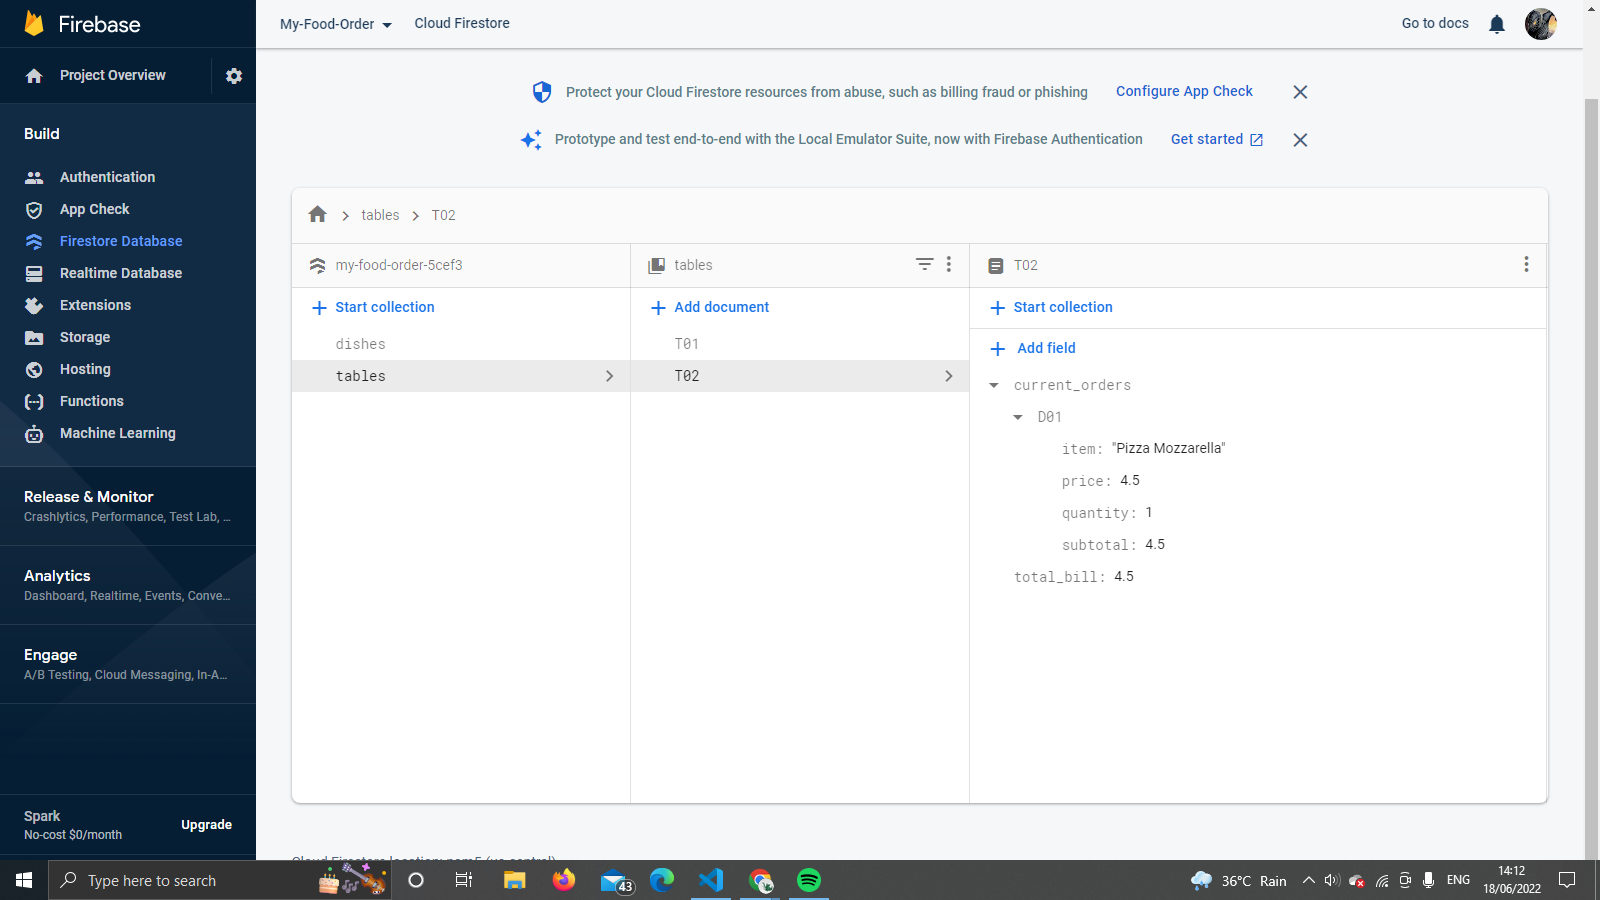 Firebase
My-Food-Order
Cloud Firestore
Go to docs
Project Overview
Protect your Cloud Firestore resources from abuse, such as billing fraud or phishing
Configure App Check
Prototype and test end-to-end with the Local Emulator Suite, now with Firebase Authentication
Get started
Build
Authentication
App Check
Firestore Database
Realtime Database
Extensions
Storage
Hosting
Functions
Machine Learning
Release & Monitor
Crashlytics, Performance, Test Lab, …
Analytics
Dashboard, Realtime, Events, Conve…
Engage
A/B Testing, Cloud Messaging, In-A…
Spark
No-cost $0/month
Upgrade
tables
T02
my-food-order-5cef3
Start collection
dishes
tables
tables
Add document
T01
T02
T02
Start collection
Add field
current_orders
D01
item: "Pizza Mozzarella"
price: 4.5
quantity: 1
subtotal: 4.5
total_bill: 4.5
Cloud Firestore location: nam5 (us-central)
Type here to search
43
36°C Rain
ENG
14:12
18/06/2022